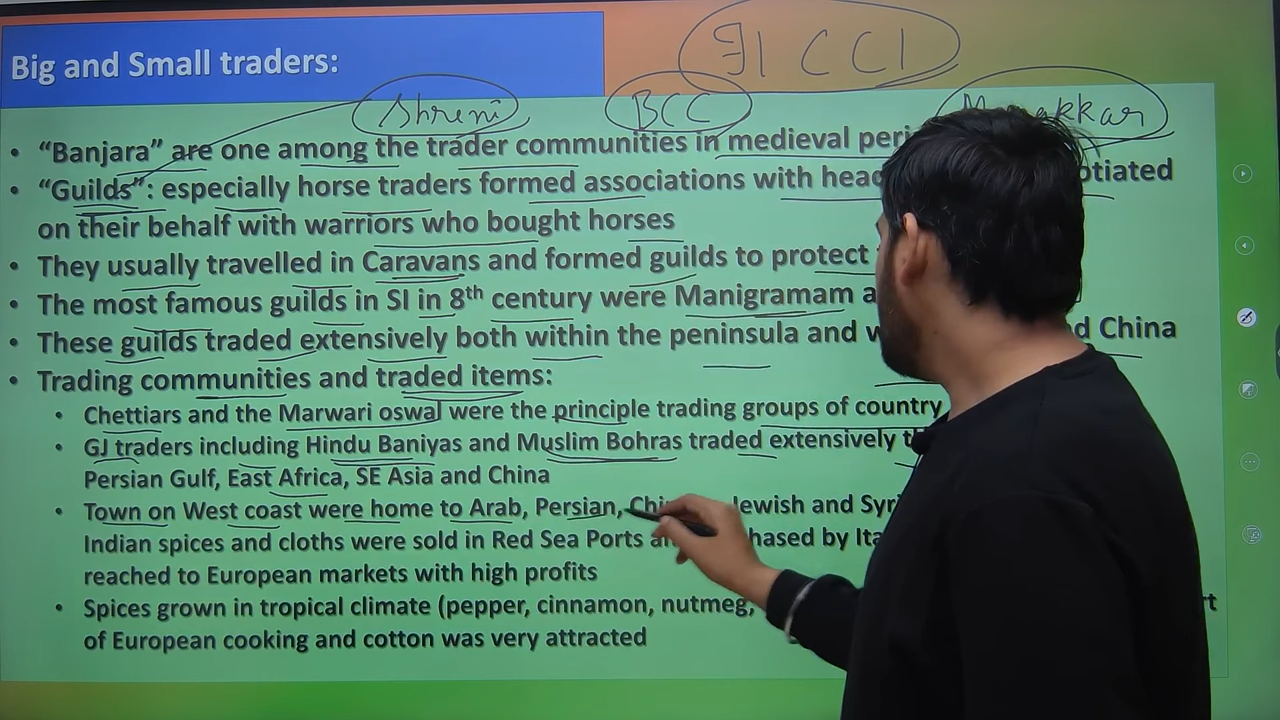 Big and Small traders:
Shreni
BCC
CCI
• "Banjara" are one among the trader communities in medieval
• "Guilds": especially horse traders formed associations with
on their behalf with warriors who bought horses
• They usually travelled in Caravans and formed guilds to protect
• The most famous guilds in SI in 8th century were Manigramam
• These guilds traded extensively both within the peninsula and China
• Trading communities and traded items:
• Chettiars and the Marwari oswal were the principle trading groups of country
• GJ traders including Hindu Baniyas and Muslim Bohras traded extensively
Persian Gulf, East Africa, SE Asia and China
• Town on West coast were home to Arab, Persian, Jewish and
Indian spices and cloths were sold in Red Sea Ports by
reached to European markets with high profits
• Spices grown in tropical climate (pepper, cinnamon, nutmeg,
of European cooking and cotton was very attracted